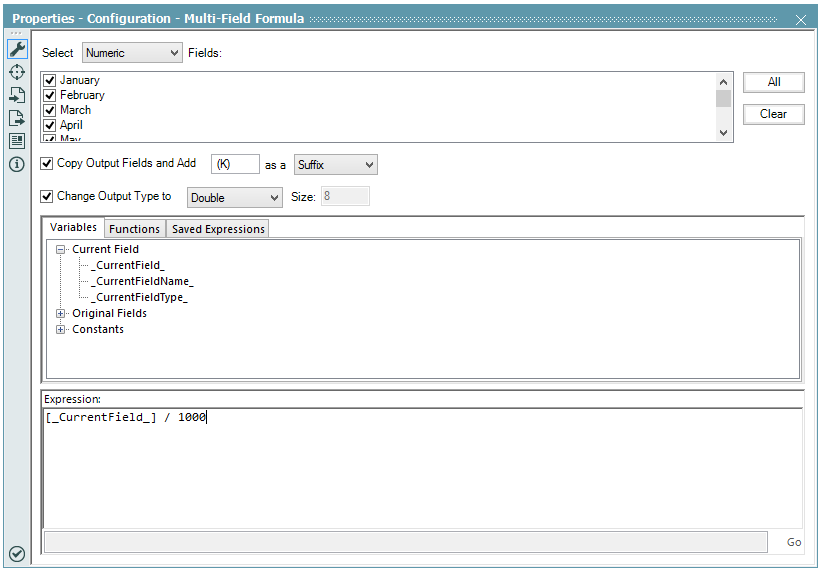 Properties - Configuration - Multi-Field Formula
Select Numeric Fields:
January
February
March
April
May
All
Clear
Copy Output Fields and Add (K) as a Suffix
Change Output Type to Double Size: 8
Variables Functions Saved Expressions
Current Field
_CurrentField_
_CurrentFieldName_
_CurrentFieldType_
Original Fields
Constants
Expression:
[_CurrentField_] / 1000
Go